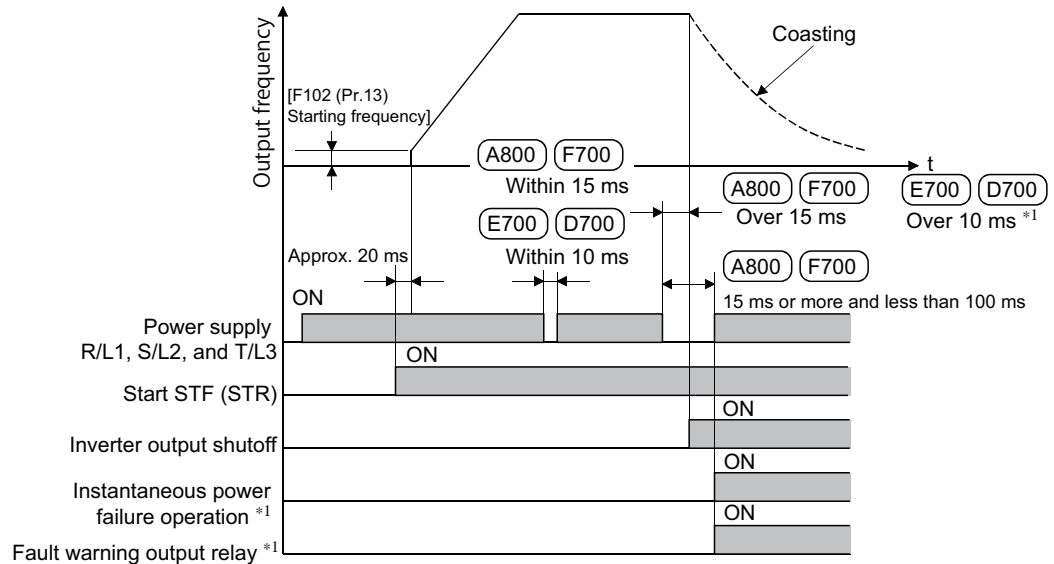 Output frequency
Coasting
[F102 (Pr.13)
Starting frequency]
t
A800 F700
Within 15 ms
A800 F700
Over 15 ms
E700 D700
Over 10 ms *1
E700 D700
Within 10 ms
Approx. 20 ms
A800 F700
15 ms or more and less than 100 ms
ON
Power supply
R/L1, S/L2, and T/L3
ON
Start STF (STR)
ON
Inverter output shutoff
ON
Instantaneous power
failure operation *1
ON
Fault warning output relay *1